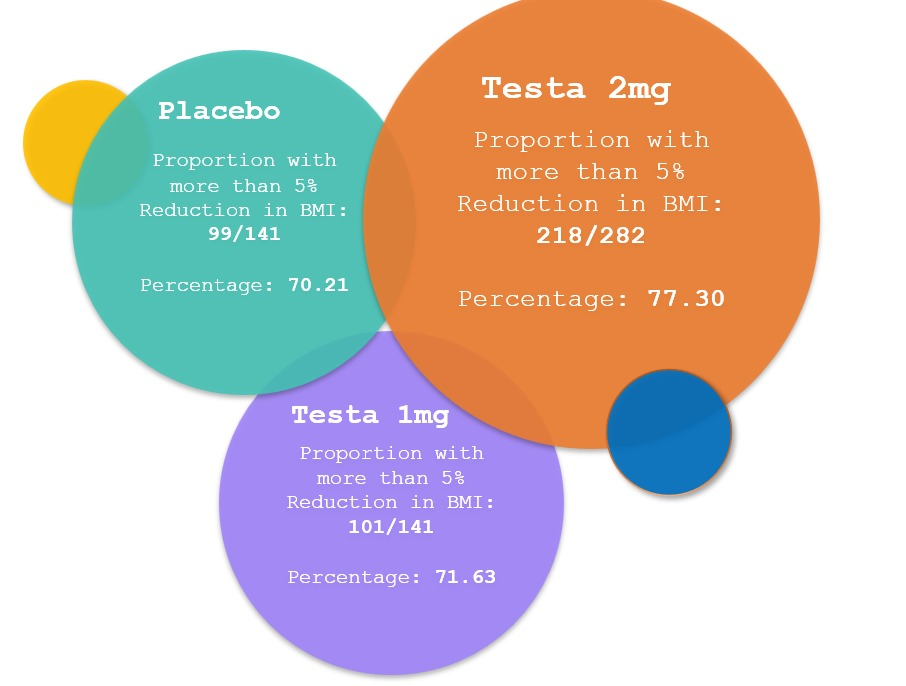 Placebo
Proportion with
more than 5%
Reduction in BMI:
99/141
Percentage: 70.21
Testa 2mg
Proportion with
more than 5%
Reduction in BMI:
218/282
Percentage: 77.30
Testa 1mg
Proportion with
more than 5%
Reduction in BMI:
101/141
Percentage: 71.63